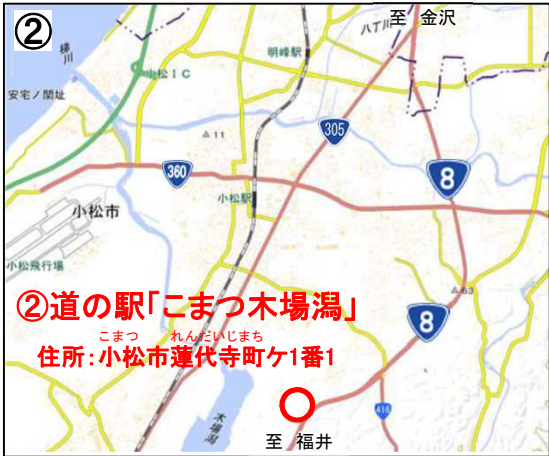 ②
至 金沢
八丁川
梯川
明峰駅
小松IC
安宅ノ関址
11
305
360
8
小松駅
小松市
小松飛行場
63
②道の駅「こまつ木場潟」
8
こまつ れんだいじまち
住所:小松市蓮代寺町ケ1番1
木場潟
416
至 福井